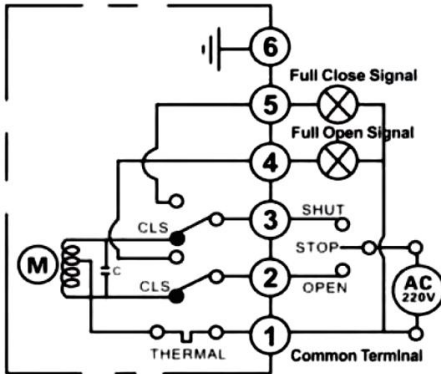 6
Full Close Signal
5
Full Open Signal
4
CLS
3
SHUT
STOP
M
C
CLS
2
OPEN
AC
220V
THERMAL
1
Common Terminal